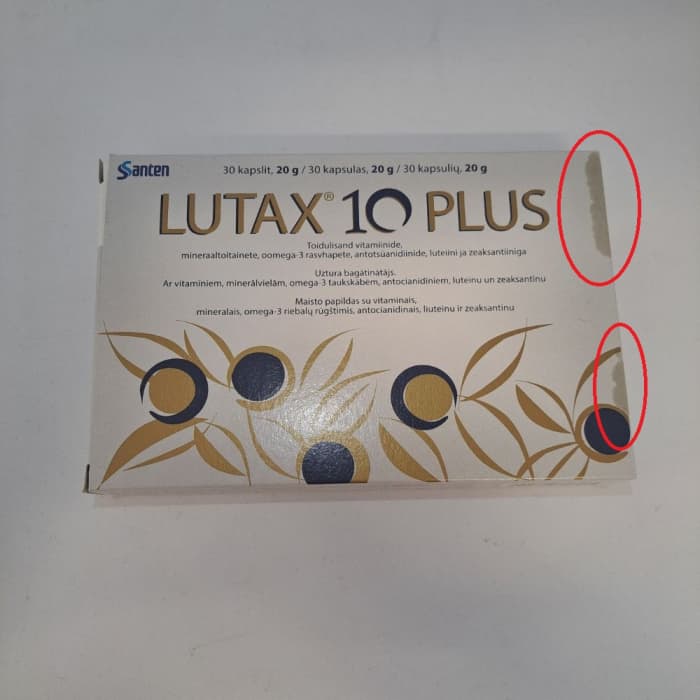 Santen
30 kapslit, 20 g / 30 kapsulas, 20 g / 30 kapsulių, 20 g
LUTAX® 10 PLUS
Toidulisand vitamiinide,
mineraaltoitainete, oomega-3 rasvhapete, antotsüanidiinide, luteiini ja zeaksantiiniga
Uztura bagātinātājs.
Ar vitamīniem, minerālvielām, omega-3 taukskābēm, antocianidīniem, luteīnu un zeaksantīnu
Maisto papildas su vitaminais,
mineralais, omega-3 riebalų rūgštimis, antocianidinais, liuteinu ir zeaksantinu